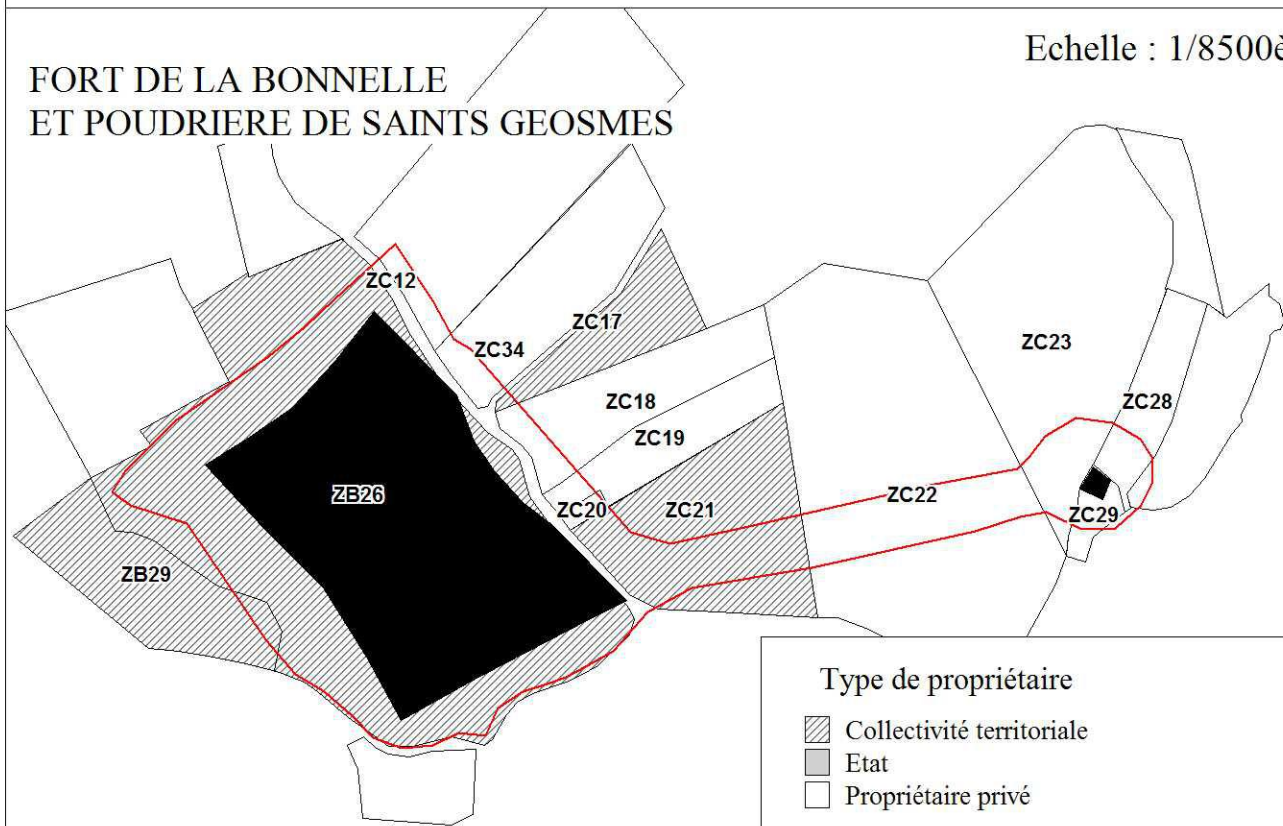 Echelle : 1/8500è
FORT DE LA BONNELLE
ET POUDRIERE DE SAINTS GEOSMES
ZC12
ZC17
ZC34
ZC23
ZC18
ZC28
ZC19
ZB26
ZC22
ZC20
ZC21
ZC29
ZB29
Type de propriétaire
Collectivité territoriale
Etat
Propriétaire privé